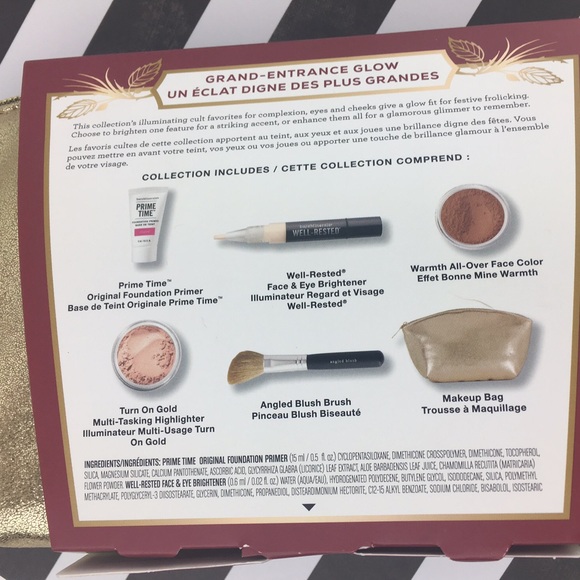 GRAND-ENTRANCE GLOW
UN ÉCLAT DIGNE DES PLUS GRANDES
This collection's illuminating cult favorites for complexion, eyes and cheeks give a glow fit for festive frolicking.
Choose to brighten one feature for a striking accent, or enhance them all for a glamorous glimmer to remember.
Les favoris cultes de cette collection apportent au teint, aux yeux et aux joues une brillance digne des fêtes. Vous
pouvez mettre en avant votre teint, vos yeux ou vos joues ou apporter une touche de brillance glamour à l'ensemble
de votre visage.
COLLECTION INCLUDES / CETTE COLLECTION COMPREND :
PRIME
TIME™
WELL-RESTED®
Prime Time™
Original Foundation Primer
Base de Teint Originale Prime Time™
Well-Rested®
Face & Eye Brightener
Illuminateur Regard et Visage
Well-Rested®
Warmth All-Over Face Color
Effet Bonne Mine Warmth
angled blush
Turn On Gold
Multi-Tasking Highlighter
Illuminateur Multi-Usage Turn
On Gold
Angled Blush Brush
Pinceau Blush Biseauté
Makeup Bag
Trousse à Maquillage
INGREDIENTS/INGRÉDIENTS: PRIME TIME ORIGINAL FOUNDATION PRIMER (15 ml / 0.5 fl. oz.) CYCLOPENTASILOXANE, DIMETHICONE CROSSPOLYMER, DIMETHICONE, TOCOPHEROL,
SILICA, MAGNESIUM SILICATE, CALCIUM PANTOTHENATE, ASCORBIC ACID, GLYCYRRHIZA GLABRA (LICORICE) LEAF EXTRACT, ALOE BARBADENSIS LEAF JUICE, CHAMOMILLA RECUTITA (MATRICARIA)
FLOWER POWDER. WELL-RESTED FACE & EYE BRIGHTENER (0.6 ml / 0.02 fl. oz.) WATER (AQUA/EAU), HYDROGENATED POLYDECENE, BUTYLENE GLYCOL, ISODODECANE, SILICA, POLYMETHYL
METHACRYLATE, POLYGLYCERYL-3 DIISOSTEARATE, GLYCERIN, DIMETHICONE, PROPANEDIOL, DISTEARDIMONIUM HECTORITE, C12-15 ALKYL BENZOATE, SODIUM CHLORIDE, BISABOLOL, ISOSTEARIC